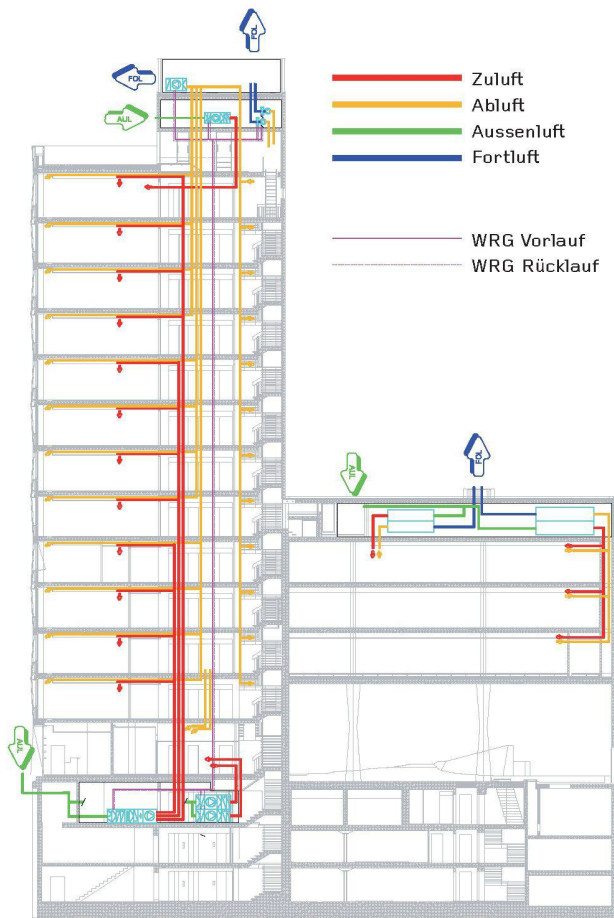 FOL
FOL
AUL
Zuluft
Abluft
Aussenluft
Fortluft
WRG Vorlauf
WRG Rücklauf
AUL
FOL
AUL